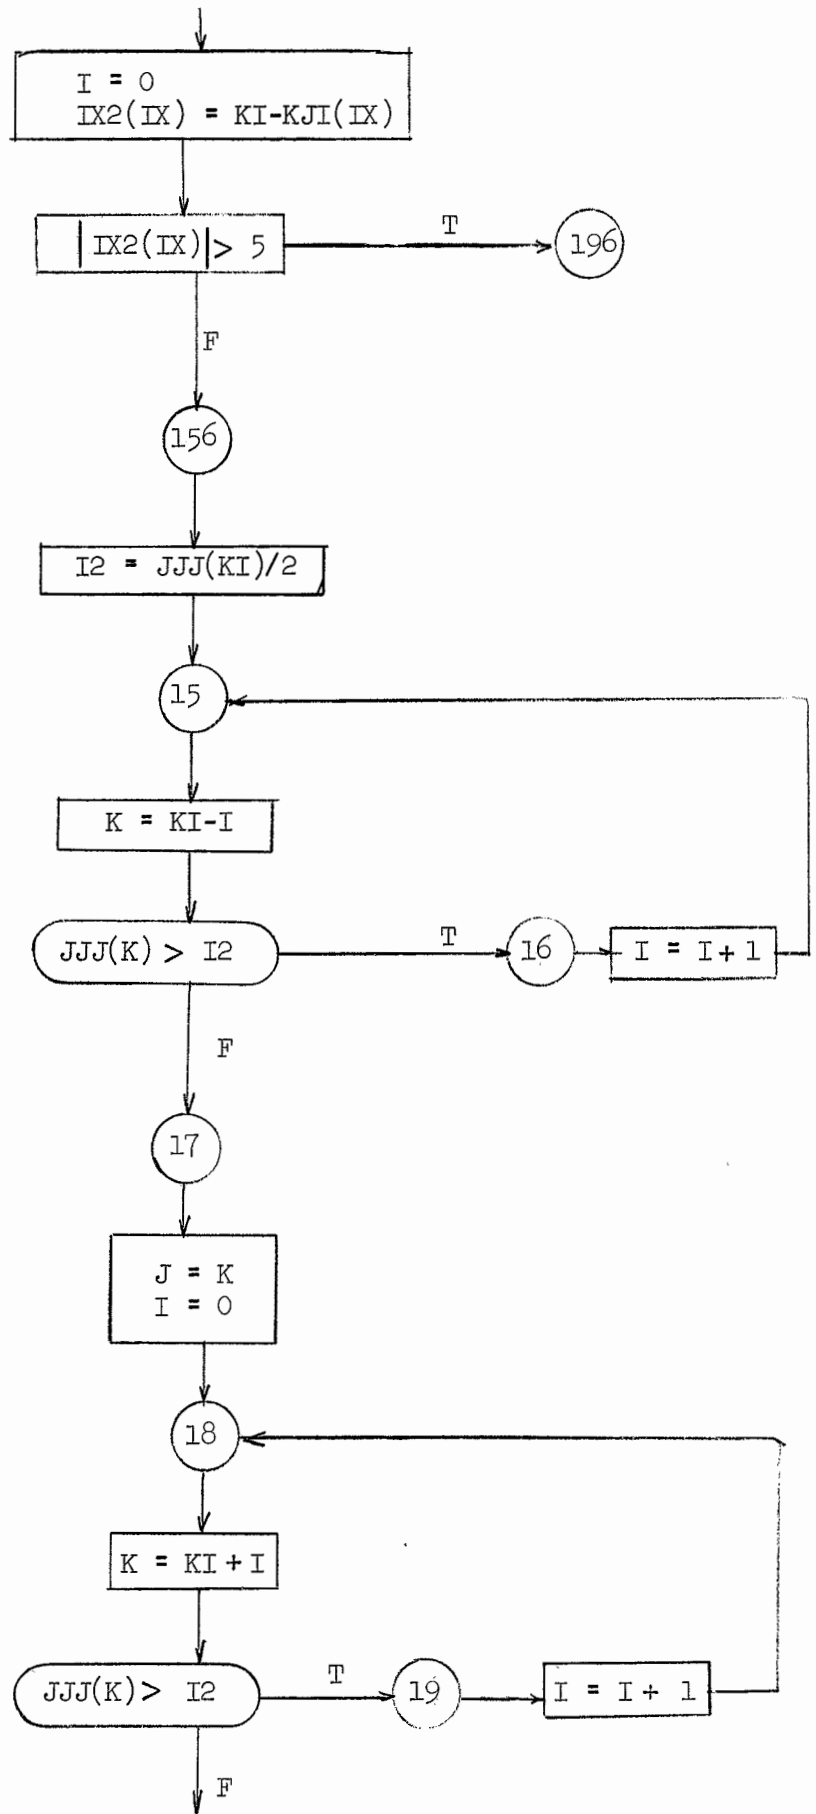 I = 0
IX2(IX) = KI-KJI(IX)
|IX2(IX)|> 5
T
196
F
156
I2 = JJJ(KI)/2
15
K = KI-I
JJJ(K) > I2
T
16
I = I+ 1
F
17
J = K
I = 0
18
K = KI + I
JJJ(K) > I2
T
19
I = I + 1
F